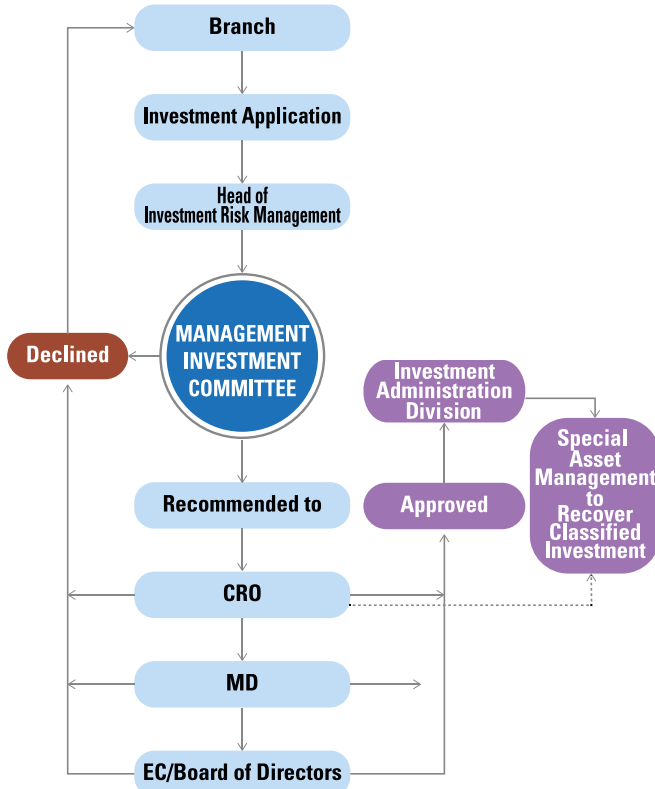 Branch
Investment Application
Head of
Investment Risk Management
MANAGEMENT
INVESTMENT
COMMITTEE
Declined
Recommended to
CRO
MD
EC/Board of Directors
Investment
Administration
Division
Approved
Special
Asset
Management
to
Recover
Classified
Investment